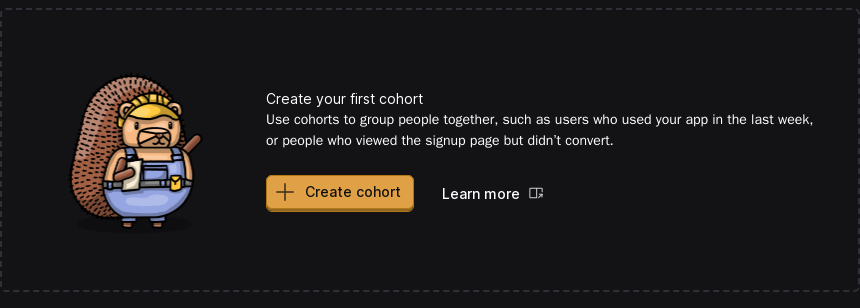 Create your first cohort
Use cohorts to group people together, such as users who used your app in the last week,
or people who viewed the signup page but didn't convert.
Create cohort
Learn more